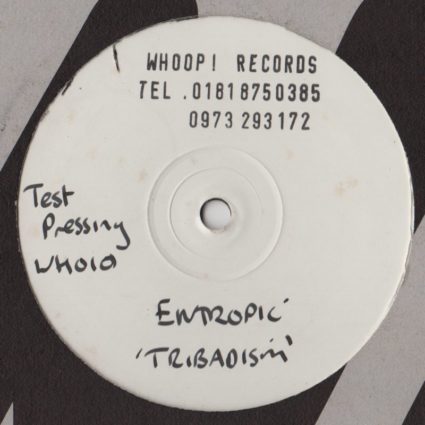 WHOOP! RECORDS
TEL .01818750385
0973 293172
Test
Pressing
WHO10
ENTROPIC
'TRIBADISM'